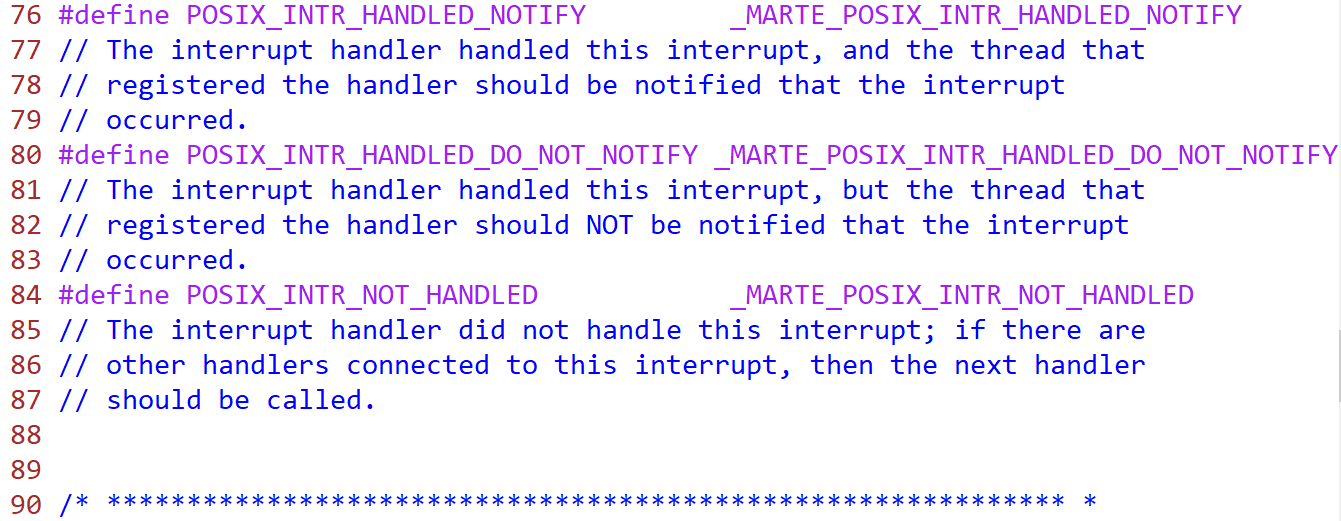 76 #define POSIX_INTR_HANDLED_NOTIFY         _MARTE_POSIX_INTR_HANDLED_NOTIFY
77 // The interrupt handler handled this interrupt, and the thread that
78 // registered the handler should be notified that the interrupt
79 // occurred.
80 #define POSIX_INTR_HANDLED_DO_NOT_NOTIFY _MARTE_POSIX_INTR_HANDLED_DO_NOT_NOTIFY
81 // The interrupt handler handled this interrupt, but the thread that
82 // registered the handler should NOT be notified that the interrupt
83 // occurred.
84 #define POSIX_INTR_NOT_HANDLED            _MARTE_POSIX_INTR_NOT_HANDLED
85 // The interrupt handler did not handle this interrupt; if there are
86 // other handlers connected to this interrupt, then the next handler
87 // should be called.
88
89
90 /* ************************************************************ *